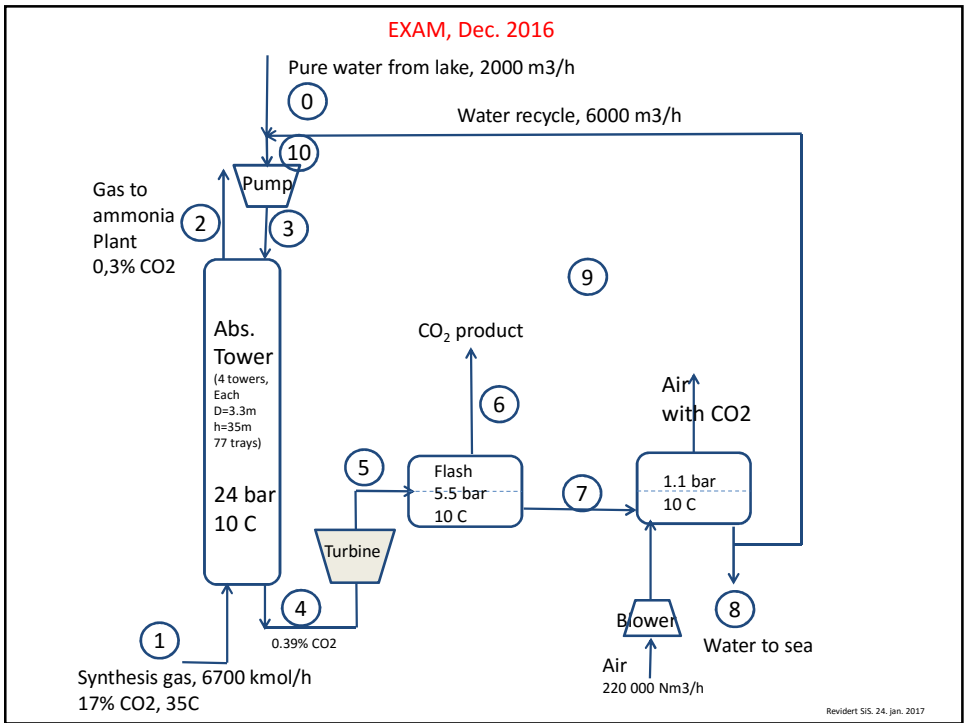 EXAM, Dec. 2016
Pure water from lake, 2000 m3/h
0
Water recycle, 6000 m3/h
10
Pump
Gas to
ammonia
Plant
0,3% CO2
2
3
9
Abs.
Tower
(4 towers,
Each
D=3.3m
h=35m
77 trays)
24 bar
10 C
CO₂ product
6
Air
with CO2
5
Flash
5.5 bar
10 C
7
1.1 bar
10 C
Turbine
4
0.39% CO2
1
Synthesis gas, 6700 kmol/h
17% CO2, 35C
Blower
8
Water to sea
Air
220 000 Nm3/h
Revidert SiS. 24. jan. 2017